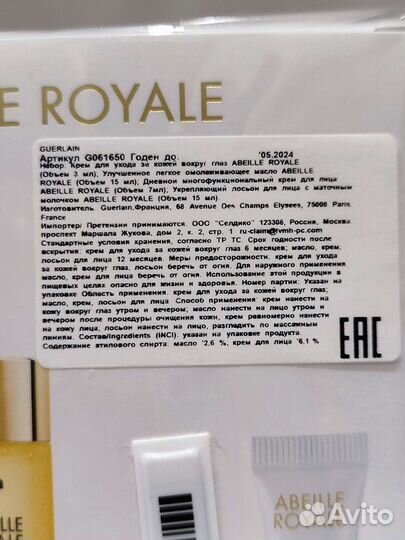 E ROYALE
GUERLAIN
Артикул G061650 Годен до. '05.2024
Набор: Крем для ухода за кожей вокруг глаз ABEILLE ROYALE
(Объем 3 мл), Улучшенное легкое омолаживающее масло ABEILLE
ROYALE (Объем 15 мл); Дневной многофункциональный крем для лица
ABEILLE ROYALE (Объем 7мл), Укрепляющий лосьон для лица с маточным
молочком ABEILLE ROYALE (Объем 15 мл).
Изготовитель Guerlain,Франция, 68 Avenue Des Champs Elysees, 75008 Paris
France
Импортер/ Претензии принимаются. ООО "Селдико" 123308, Россия, Москва
проспект Маршала Жукова, дом 2, к. 2, стр. 1 ru-claim@lvmh-pc.com
Стандартные условия хранения, согласно ТР ТС. Срок годности после
вскрытия: крем для ухода за кожей вокруг глаз 6 месяцев, масло, крем,
лосьон для лица 12 месяцев. Меры предосторожности: крем для ухода
за кожей вокруг глаз, лосьон беречь от огня. Для наружного применения
масло, крем для лица беречь от огня. Использование этой продукции в
пищевых целях опасно для жизни и здоровья. Номер партии: Указан на
упаковке Область применения: крем для ухода за кожей вокруг глаз;
масло, крем, лосьон для лица Способы применения: крем нанести на
кожу вокруг глаз утром и вечером; масло нанести на лицо утром и
вечером после процедуры очищения кожи; крем равномерно нанести
на кожу лица; лосьон нанести на лицо, разгладить по массажным
линиям. Состав/Ingredients (INCI): указан на упаковке продукта.
Содержание этилового спирта: масло '2.6 %, крем для лица '6,1 %
EAC
ILLE
OYALE
ABEILLE
ROYALE
Avito